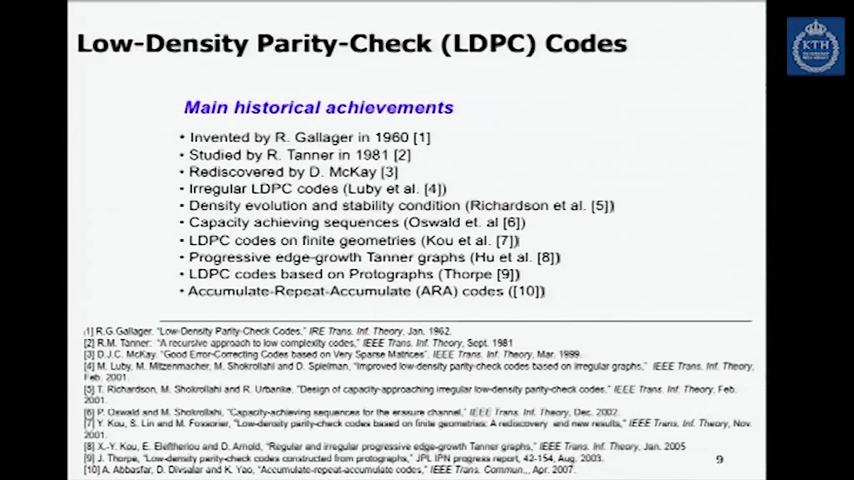 Low-Density Parity-Check (LDPC) Codes
KTH
Main historical achievements
• Invented by R. Gallager in 1960 [1]
• Studied by R. Tanner in 1981 [2]
• Rediscovered by D. McKay [3]
• Irregular LDPC codes (Luby et al. [4])
• Density evolution and stability condition (Richardson et al. [5])
• Capacity achieving sequences (Oswald et. al [6])
• LDPC codes on finite geometries (Kou et al. [7])
• Progressive edge-growth Tanner graphs (Hu et al. [8])
• LDPC codes based on Protographs (Thorpe [9])
• Accumulate-Repeat-Accumulate (ARA) codes ([10])
[1] R.G.Gallager. "Low-Density Parity-Check Codes," IRE Trans. Inf. Theory, Jan. 1962.
[2] R.M. Tanner: "A recursive approach to low complexity codes," IEEE Trans. Inf. Theory, Sept. 1981
[3] D.J.C. McKay. "Good Error-Correcting Codes based on Very Sparse Matrices". IEEE Trans. Inf. Theory, Mar. 1999.
[4] M. Luby, M. Mitzenmacher, M. Shokrollahi and D. Spielman, "Improved low-density parity-check codes based on irregular graphs," IEEE Trans. Inf. Theory,
Feb. 2001.
[5] T. Richardson, M. Shokrollahi and R. Urbanke, "Design of capacity-approaching irregular low-density parity-check codes," IEEE Trans. Inf. Theory, Feb.
2001.
[6] P. Oswald and M. Shokrollahi, "Capacity-achieving sequences for the erasure channel," IEEE Trans. Inf. Theory, Dec. 2002.
[7] Y. Kou, S. Lin and M. Fossorier, "Low-density parity-check codes based on finite geometries: A rediscovery and new results," IEEE Trans. Inf. Theory, Nov.
2001.
[8] X.-Y. Kou, E. Eleftheriou and D. Arnold, "Regular and irregular progressive edge-growth Tanner graphs," IEEE Trans. Inf. Theory, Jan. 2005
[9] J. Thorpe, "Low-density parity-check codes constructed from protographs," JPL IPN progress report, 42-154, Aug. 2003.
[10] A. Abbasfar, D. Divsalar and K. Yao, "Accumulate-repeat-accumulate codes," IEEE Trans. Commun.,, Apr. 2007.
9